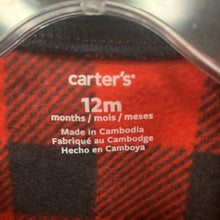 carter's
12m
months / mois / meses
Made in Cambodia
Fabriqué au Cambodge
Hecho en Camboya